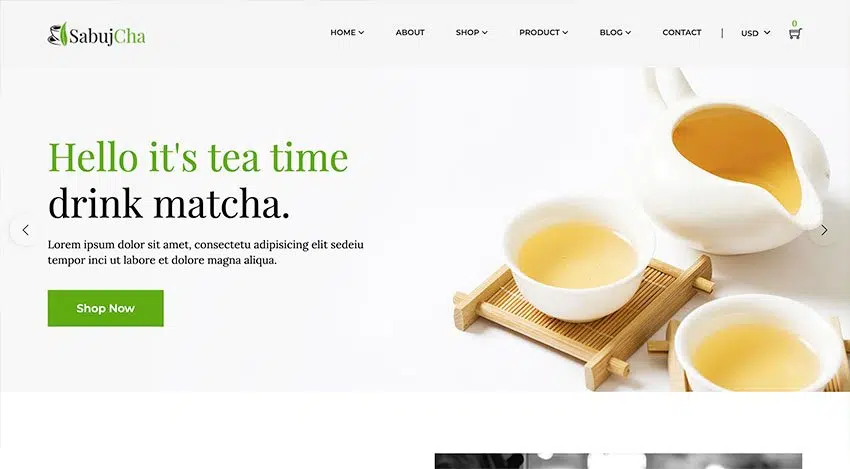 SabujCha
HOME
ABOUT
SHOP
PRODUCT
BLOG
CONTACT
|
USD
0
Hello it's tea time
drink matcha.
Lorem ipsum dolor sit amet, consectetu adipisicing elit sedeiu
tempor inci ut labore et dolore magna aliqua.
Shop Now